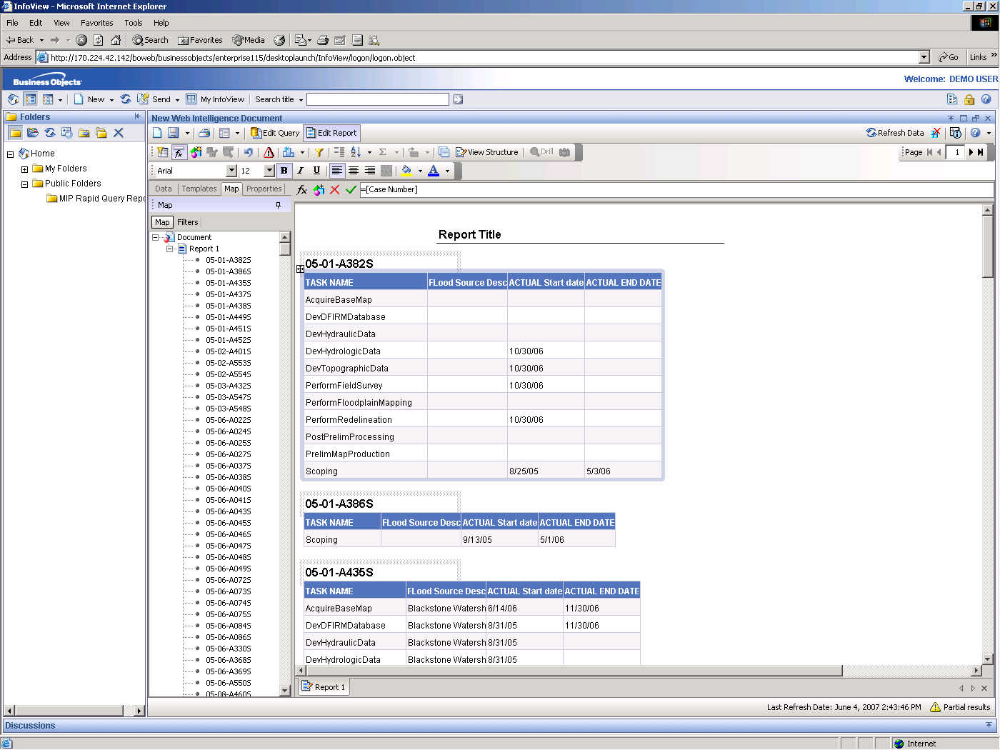 InfoView - Microsoft Internet Explorer
File Edit View Favorites Tools Help
Back Search Favorites Media
Address http://170.224.42.142/boweb/businessobjects/enterprise115/desktoplaunch/InfoView/logon/logon.object Go Links »
Business Objects Welcome: DEMO USER
New Send My InfoView Search title
Folders
New Web Intelligence Document
Edit Query Edit Report Refresh Data
View Structure Drill Page 1
Arial 12 B I U A
Data Templates Map Properties fx =[Case Number]
Home
My Folders
Public Folders
MIP Rapid Query Repo
Map
Map Filters
Document
Report 1
05-01-A382S
05-01-A386S
05-01-A435S
05-01-A437S
05-01-A438S
05-01-A449S
05-01-A451S
05-01-A452S
05-02-A401S
05-02-A553S
05-02-A554S
05-03-A432S
05-03-A547S
05-03-A548S
05-06-A022S
05-06-A024S
05-06-A025S
05-06-A027S
05-06-A037S
05-06-A038S
05-06-A040S
05-06-A041S
05-06-A043S
05-06-A045S
05-06-A046S
05-06-A047S
05-06-A048S
05-06-A049S
05-06-A072S
05-06-A073S
05-06-A074S
05-06-A075S
05-06-A084S
05-06-A086S
05-06-A330S
05-06-A368S
05-06-A369S
05-06-A550S
05-08-A460S
Report Title
05-01-A382S
TASK NAME FLood Source Desc ACTUAL Start date ACTUAL END DATE
AcquireBaseMap
DevDFIRMDatabase
DevHydraulicData
DevHydrologicData 10/30/06
DevTopographicData 10/30/06
PerformFieldSurvey 10/30/06
PerformFloodplainMapping
PerformRedelineation 10/30/06
PostPrelimProcessing
PrelimMapProduction
Scoping 8/25/05 5/3/06
05-01-A386S
TASK NAME FLood Source Desc ACTUAL Start date ACTUAL END DATE
Scoping 9/13/05 5/1/06
05-01-A435S
TASK NAME FLood Source Desc ACTUAL Start date ACTUAL END DATE
AcquireBaseMap Blackstone Watersh 6/14/06 11/30/06
DevDFIRMDatabase Blackstone Watersh 8/31/05 11/30/06
DevHydraulicData Blackstone Watersh 8/31/05
DevHydrologicData Blackstone Watersh 8/31/05
Report 1
Last Refresh Date: June 4, 2007 2:43:46 PM Partial results
Discussions
Internet